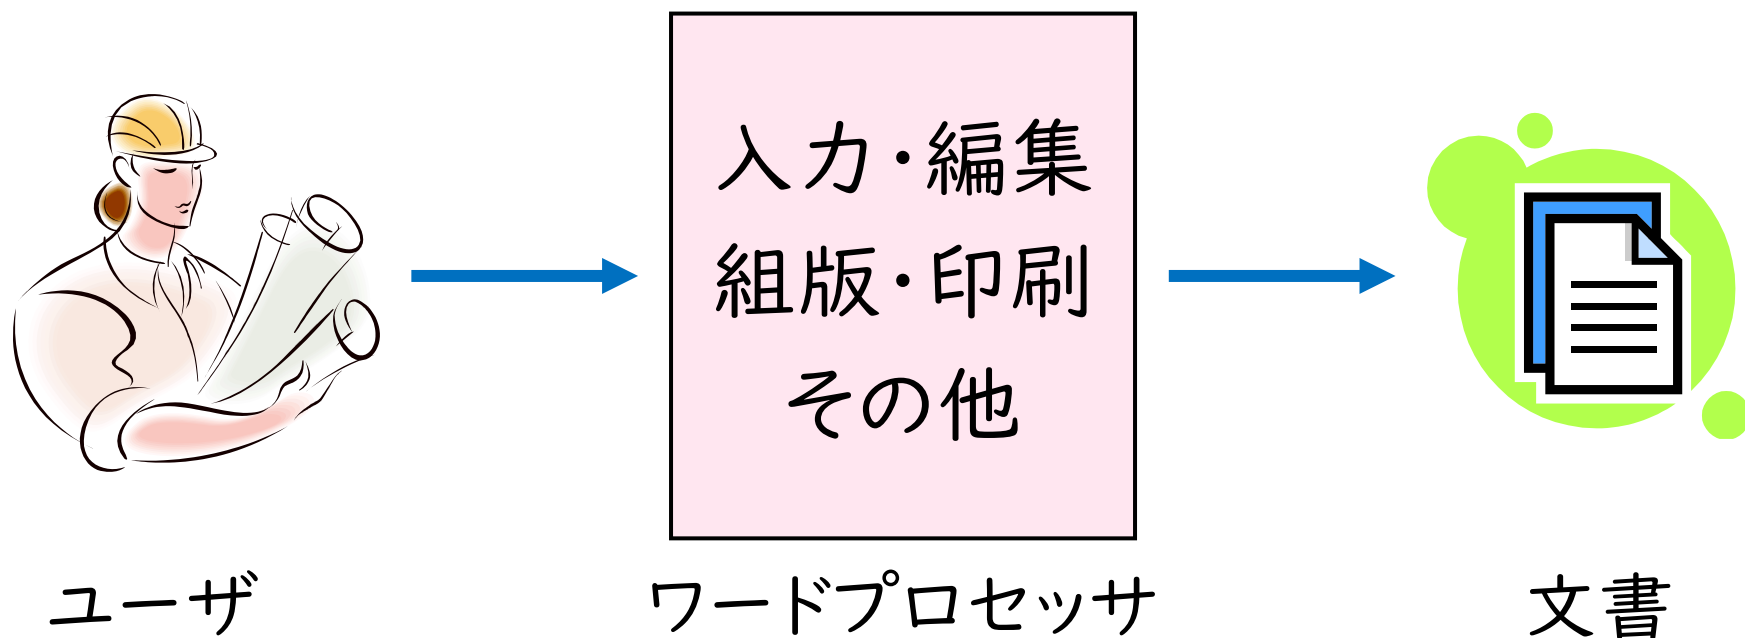 入力・編集
組版・印刷
その他
ユーザ
ワードプロセッサ
文書